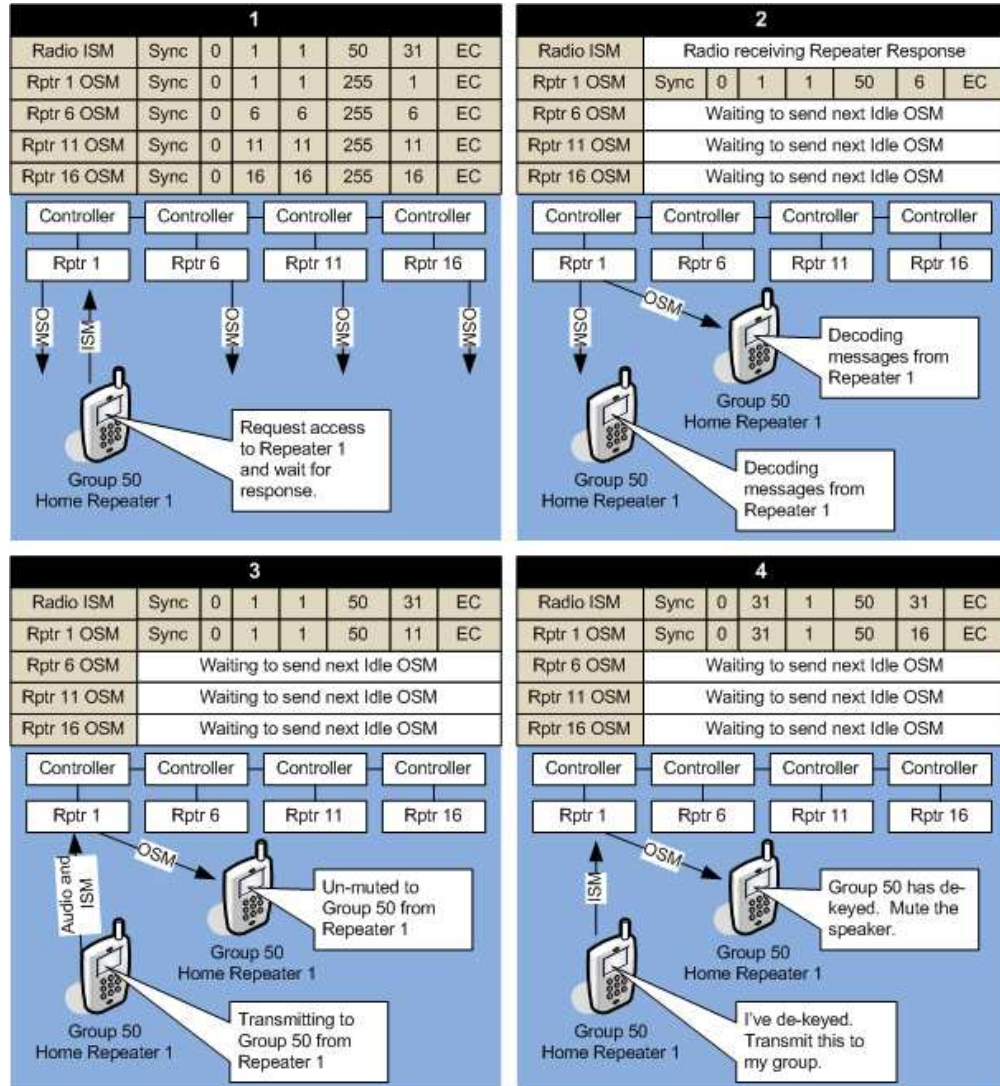 1
Radio ISM Sync 0 1 1 50 31 EC
Rptr 1 OSM Sync 0 1 1 255 1 EC
Rptr 6 OSM Sync 0 6 6 255 6 EC
Rptr 11 OSM Sync 0 11 11 255 11 EC
Rptr 16 OSM Sync 0 16 16 255 16 EC
Controller Controller Controller Controller
Rptr 1 Rptr 6 Rptr 11 Rptr 16
OSM ISM OSM OSM OSM
Request access
to Repeater 1
and wait for
response.
Group 50
Home Repeater 1
2
Radio ISM Radio receiving Repeater Response
Rptr 1 OSM Sync 0 1 1 50 6 EC
Rptr 6 OSM Waiting to send next Idle OSM
Rptr 11 OSM Waiting to send next Idle OSM
Rptr 16 OSM Waiting to send next Idle OSM
Controller Controller Controller Controller
Rptr 1 Rptr 6 Rptr 11 Rptr 16
OSM OSM
Decoding
messages from
Repeater 1
Group 50
Home Repeater 1
Decoding
messages from
Repeater 1
Group 50
Home Repeater 1
3
Radio ISM Sync 0 1 1 50 31 EC
Rptr 1 OSM Sync 0 1 1 50 11 EC
Rptr 6 OSM Waiting to send next Idle OSM
Rptr 11 OSM Waiting to send next Idle OSM
Rptr 16 OSM Waiting to send next Idle OSM
Controller Controller Controller Controller
Rptr 1 Rptr 6 Rptr 11 Rptr 16
Audio and
ISM
OSM
Un-muted to
Group 50 from
Repeater 1
Group 50
Home Repeater 1
Transmitting to
Group 50 from
Repeater 1
Group 50
Home Repeater 1
4
Radio ISM Sync 0 31 1 50 31 EC
Rptr 1 OSM Sync 0 31 1 50 16 EC
Rptr 6 OSM Waiting to send next Idle OSM
Rptr 11 OSM Waiting to send next Idle OSM
Rptr 16 OSM Waiting to send next Idle OSM
Controller Controller Controller Controller
Rptr 1 Rptr 6 Rptr 11 Rptr 16
ISM OSM
Group 50 has de-
keyed. Mute the
speaker.
Group 50
Home Repeater 1
I've de-keyed.
Transmit this to
my group.
Group 50
Home Repeater 1